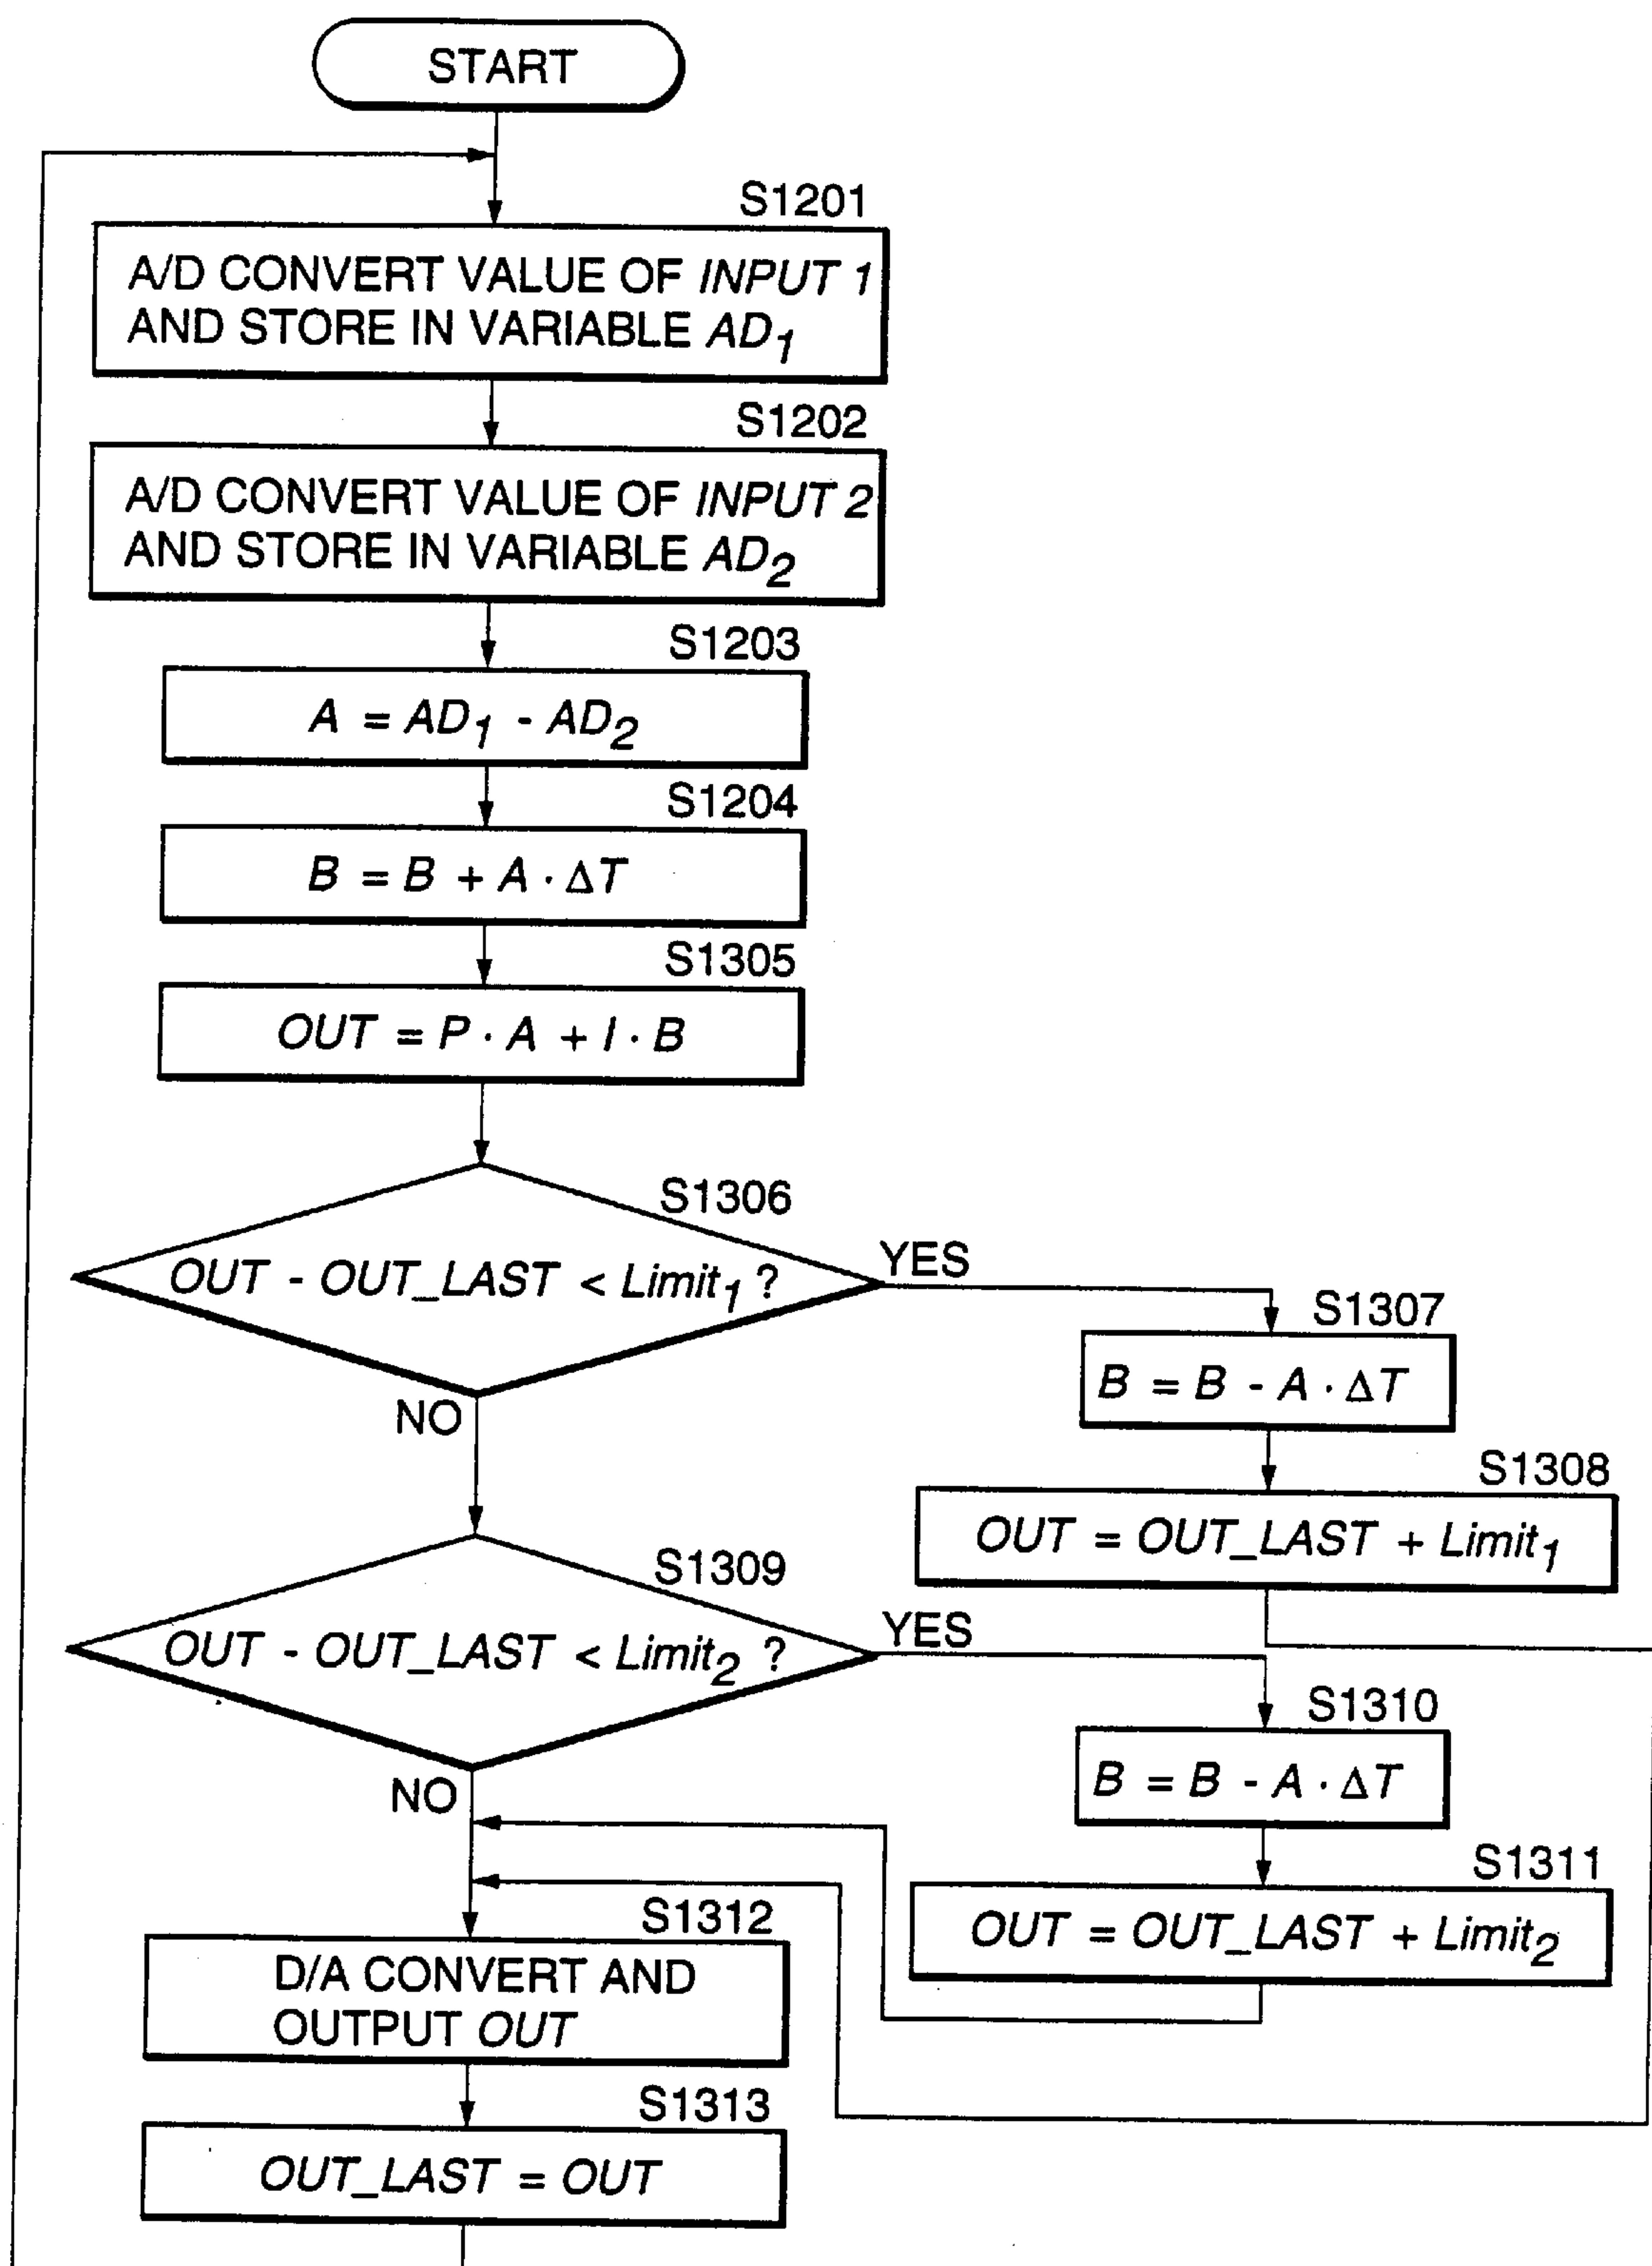 START
S1201
A/D CONVERT VALUE OF INPUT 1
AND STORE IN VARIABLE AD₁
S1202
A/D CONVERT VALUE OF INPUT 2
AND STORE IN VARIABLE AD₂
S1203
A = AD₁ - AD₂
S1204
B = B + A · ΔT
S1305
OUT = P · A + I · B
S1306
OUT - OUT_LAST < Limit₁ ?
YES
NO
S1307
B = B - A · ΔT
S1308
OUT = OUT_LAST + Limit₁
S1309
OUT - OUT_LAST < Limit₂ ?
YES
NO
S1310
B = B - A · ΔT
S1311
OUT = OUT_LAST + Limit₂
S1312
D/A CONVERT AND
OUTPUT OUT
S1313
OUT_LAST = OUT